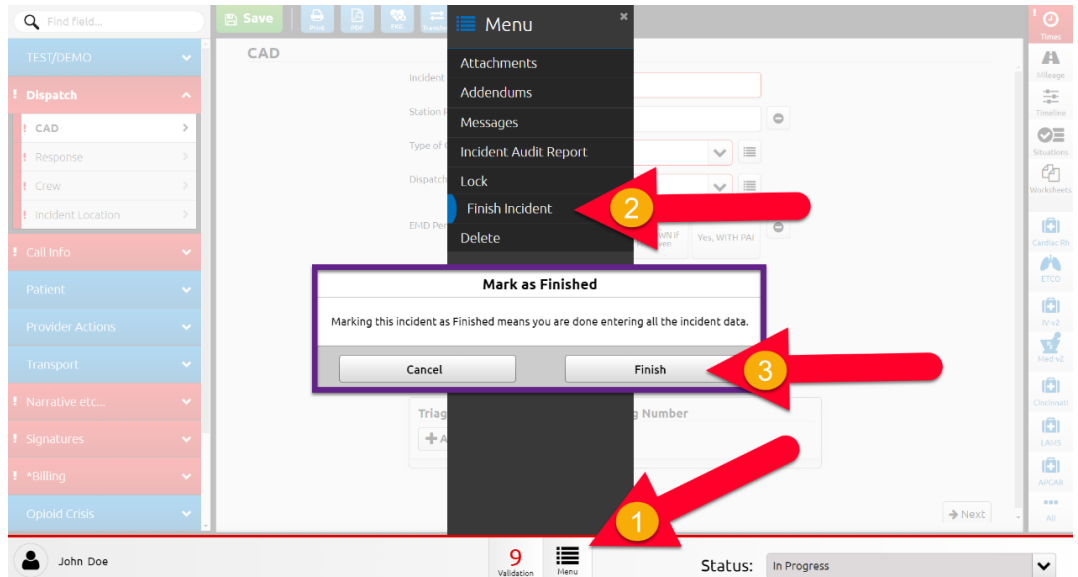 Find field...
Save
Print
PDF
EKG
Transfer
Menu
×
Times
TEST/DEMO
CAD
Attachments
Mileage
! Dispatch
Incident
Addendums
Timeline
! CAD
Station
Messages
Situations
! Response
Type of
Incident Audit Report
Worksheets
! Crew
Dispatch
Lock
! Incident Location
Finish Incident
2
EMD Per
Delete
Yes, WITH PAI
Cardiac Rh
! Call Info
ETCO
Mark as Finished
Patient
Marking this incident as Finished means you are done entering all the incident data.
IV-v2
Provider Actions
Med v2
Transport
Cancel
Finish
3
Cincinnati
! Narrative etc...
Triag
g Number
! Signatures
+ A
LAMS
! *Billing
APGAR
Opioid Crisis
1
Next
All
John Doe
9
Validation
Menu
Status:
In Progress